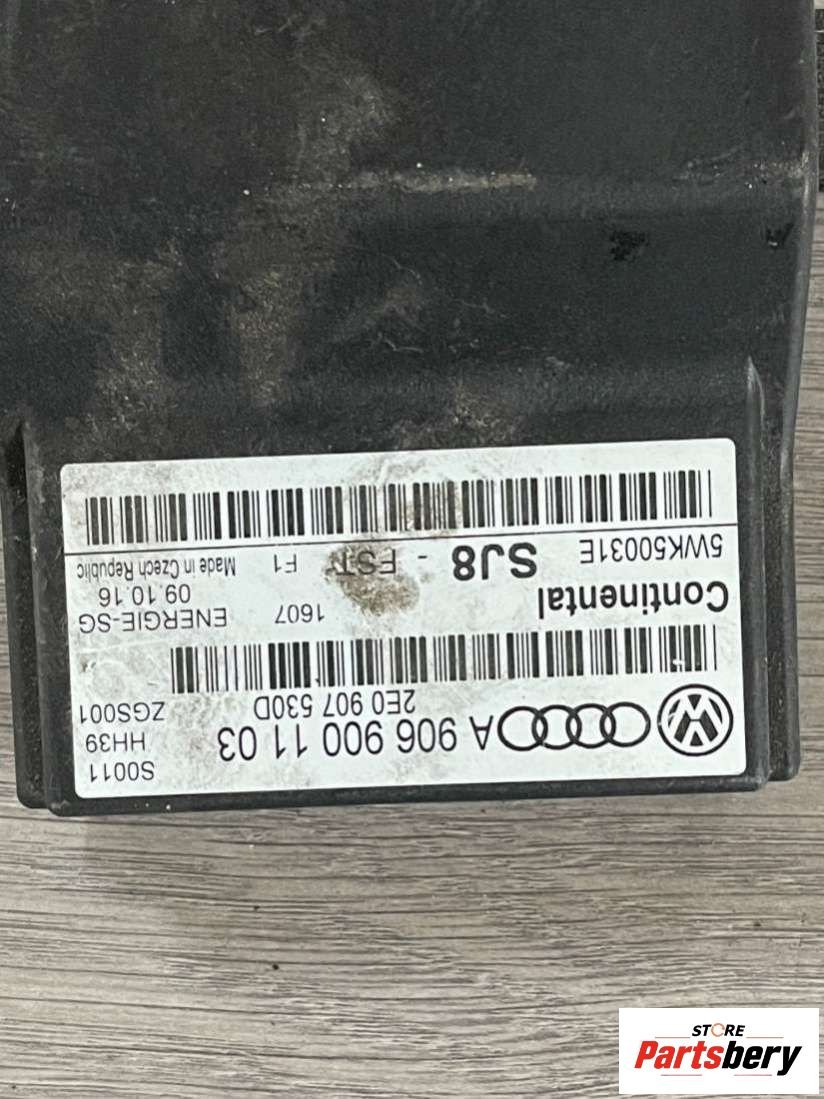 A 906 900 11 03
S0011
HH39
2E0 907 530D
ZGS001
Continental
1607
ENERGIE-SG
09.10.16
5WK50031E
SJ8 - FST
F1
Made in Czech Republic
STORE
Partsbery